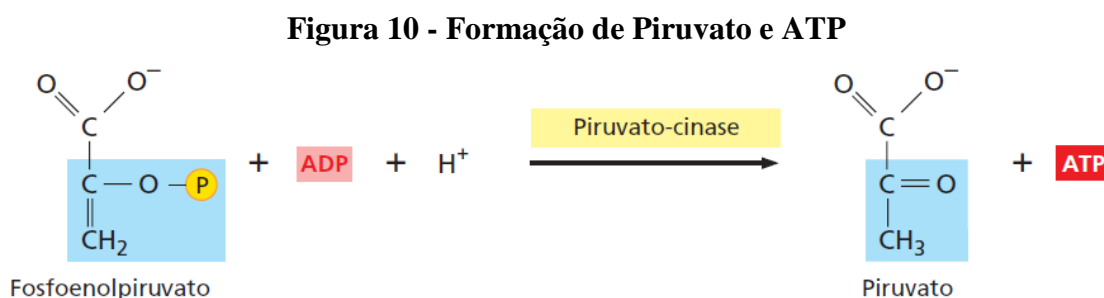 Figura 10 - Formação de Piruvato e ATP
O O⁻
C
C — O — P
CH₂
Fosfoenolpiruvato
+ ADP + H⁺
Piruvato-cinase
O O⁻
C
C = O
CH₃
Piruvato
+ ATP